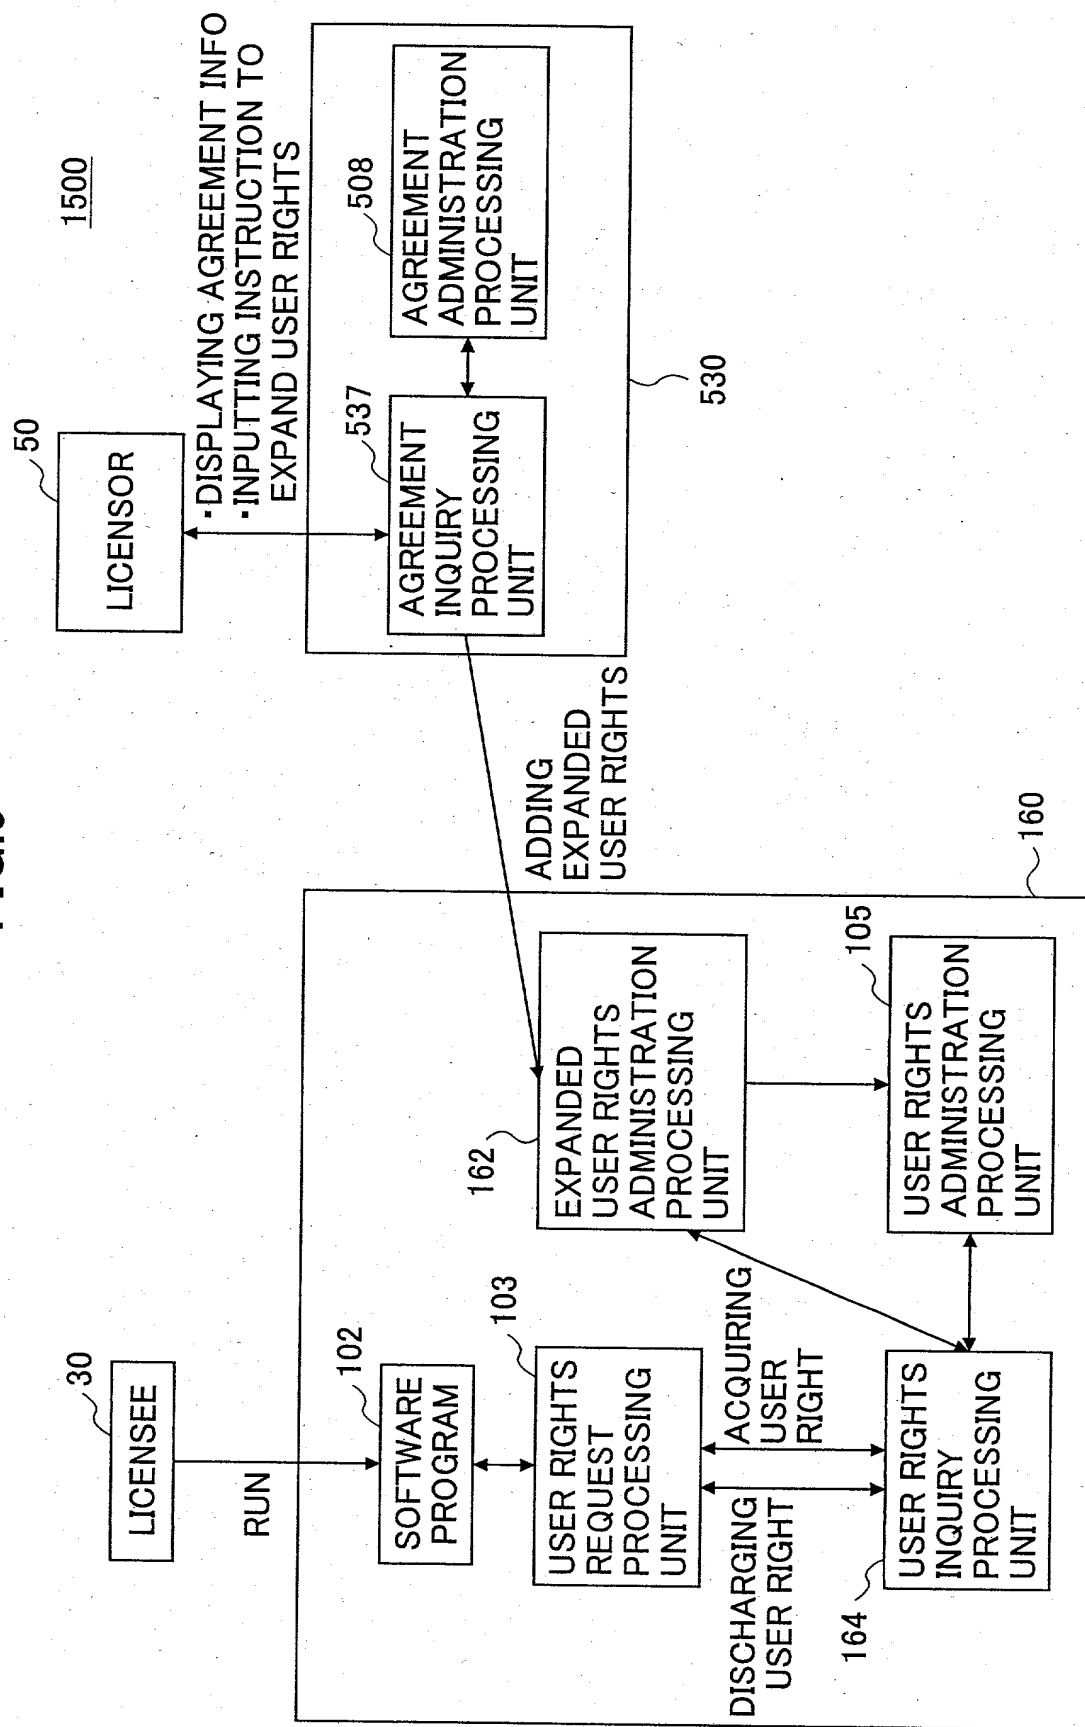 1500
30
LICENSEE
RUN
102
SOFTWARE
PROGRAM
103
USER RIGHTS
REQUEST
PROCESSING
UNIT
DISCHARGING
USER RIGHT
ACQUIRING
USER
RIGHT
164
USER RIGHTS
INQUIRY
PROCESSING
UNIT
162
EXPANDED
USER RIGHTS
ADMINISTRATION
PROCESSING
UNIT
105
USER RIGHTS
ADMINISTRATION
PROCESSING
UNIT
160
ADDING
EXPANDED
USER RIGHTS
50
LICENSOR
・DISPLAYING AGREEMENT INFO
・INPUTTING INSTRUCTION TO
EXPAND USER RIGHTS
537
AGREEMENT
INQUIRY
PROCESSING
UNIT
508
AGREEMENT
ADMINISTRATION
PROCESSING
UNIT
530